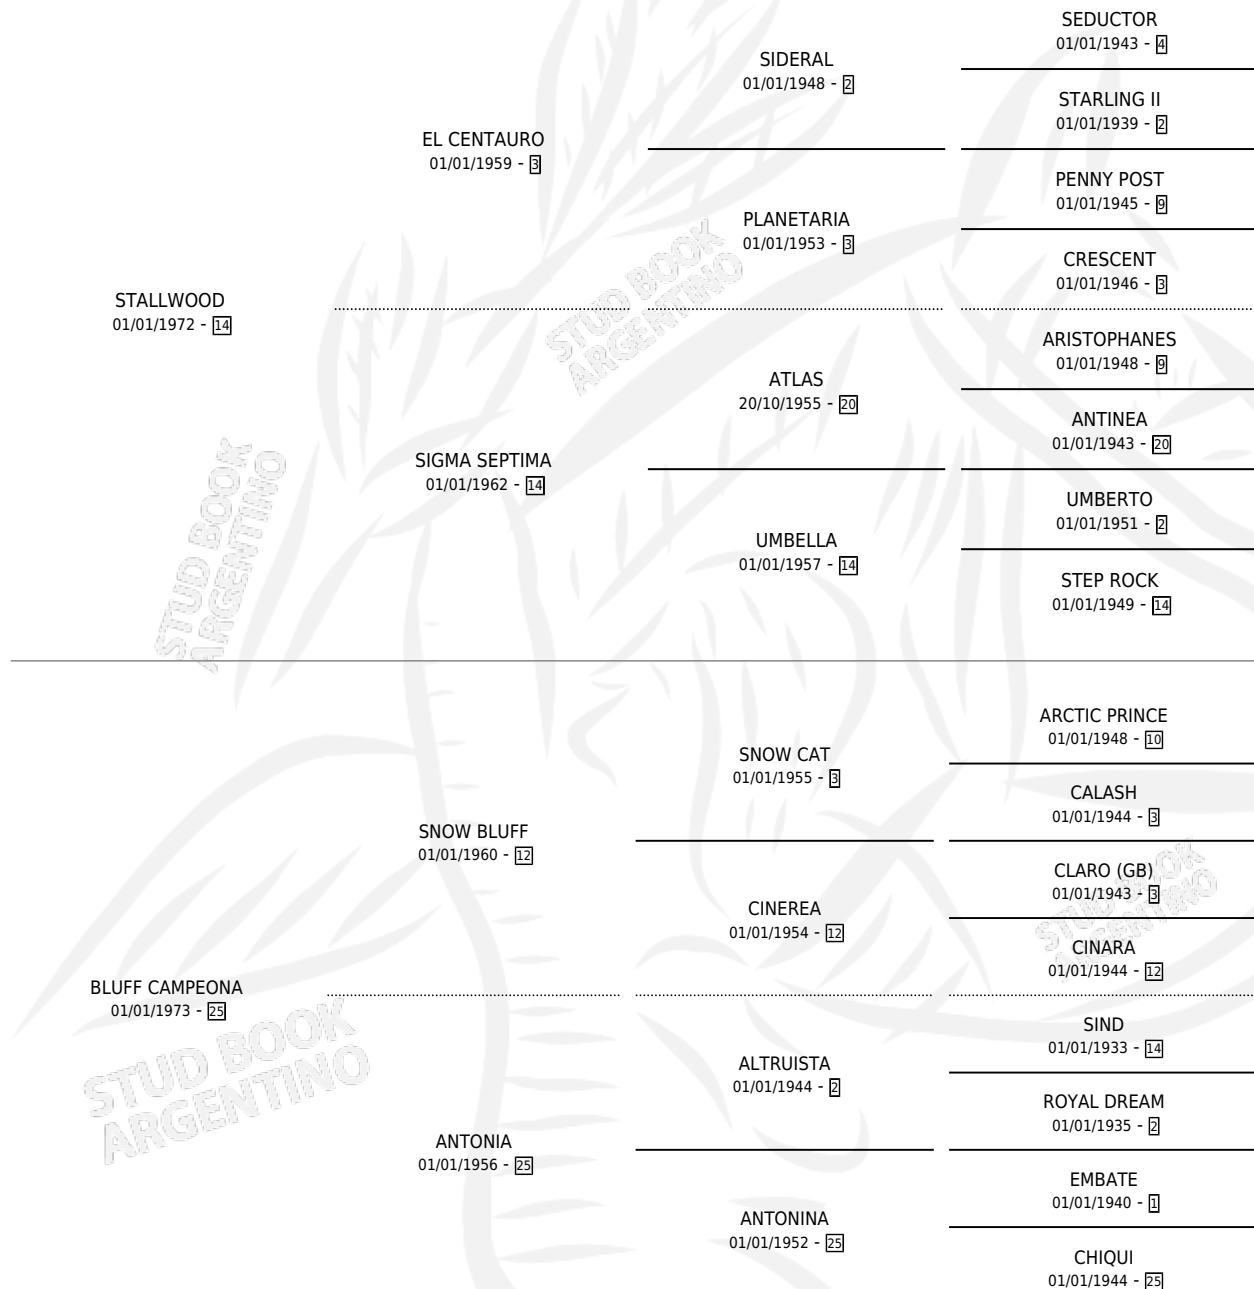 SEDUCTOR
01/01/1943 - 4
SIDERAL
01/01/1948 - 2
STARLING II
01/01/1939 - 2
EL CENTAURO
01/01/1959 - 3
PENNY POST
01/01/1945 - 9
PLANETARIA
01/01/1953 - 3
CRESCENT
01/01/1946 - 3
STALLWOOD
01/01/1972 - 14
STUD BOOK
ARGENTINO
ARISTOPHANES
01/01/1948 - 9
ATLAS
20/10/1955 - 20
ANTINEA
01/01/1943 - 20
SIGMA SEPTIMA
01/01/1962 - 14
UMBERTO
01/01/1951 - 2
UMBELLA
01/01/1957 - 14
STEP ROCK
01/01/1949 - 14
STUD BOOK
ARGENTINO
ARCTIC PRINCE
01/01/1948 - 10
SNOW CAT
01/01/1955 - 3
CALASH
01/01/1944 - 3
SNOW BLUFF
01/01/1960 - 12
CLARO (GB)
01/01/1943 - 3
CINEREA
01/01/1954 - 12
STUD BOOK
ARGENTINO
CINARA
01/01/1944 - 12
BLUFF CAMPEONA
01/01/1973 - 25
SIND
01/01/1933 - 14
ALTRUISTA
01/01/1944 - 2
ROYAL DREAM
01/01/1935 - 2
STUD BOOK
ARGENTINO
ANTONIA
01/01/1956 - 25
EMBATE
01/01/1940 - 1
ANTONINA
01/01/1952 - 25
CHIQUI
01/01/1944 - 25